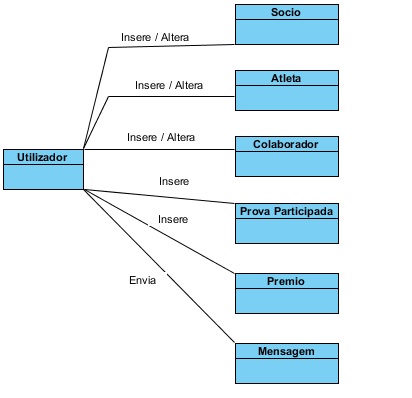 Socio
Insere / Altera
Atleta
Insere / Altera
Insere / Altera
Colaborador
Utilizador
Insere
Prova Participada
Insere
Premio
Envia
Mensagem